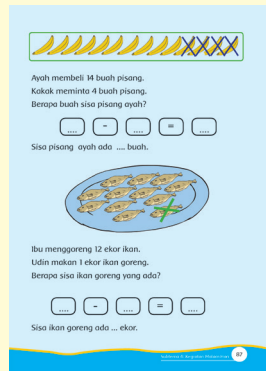 Ayah membeli 14 buah pisang.
Kakak meminta 4 buah pisang.
Berapa buah sisa pisang ayah?
.... - .... = ....
Sisa pisang ayah ada .... buah.
Ibu menggoreng 12 ekor ikan.
Udin makan 1 ekor ikan goreng.
Berapa sisa ikan goreng yang ada?
.... - .... = ....
Sisa ikan goreng ada ... ekor.
87